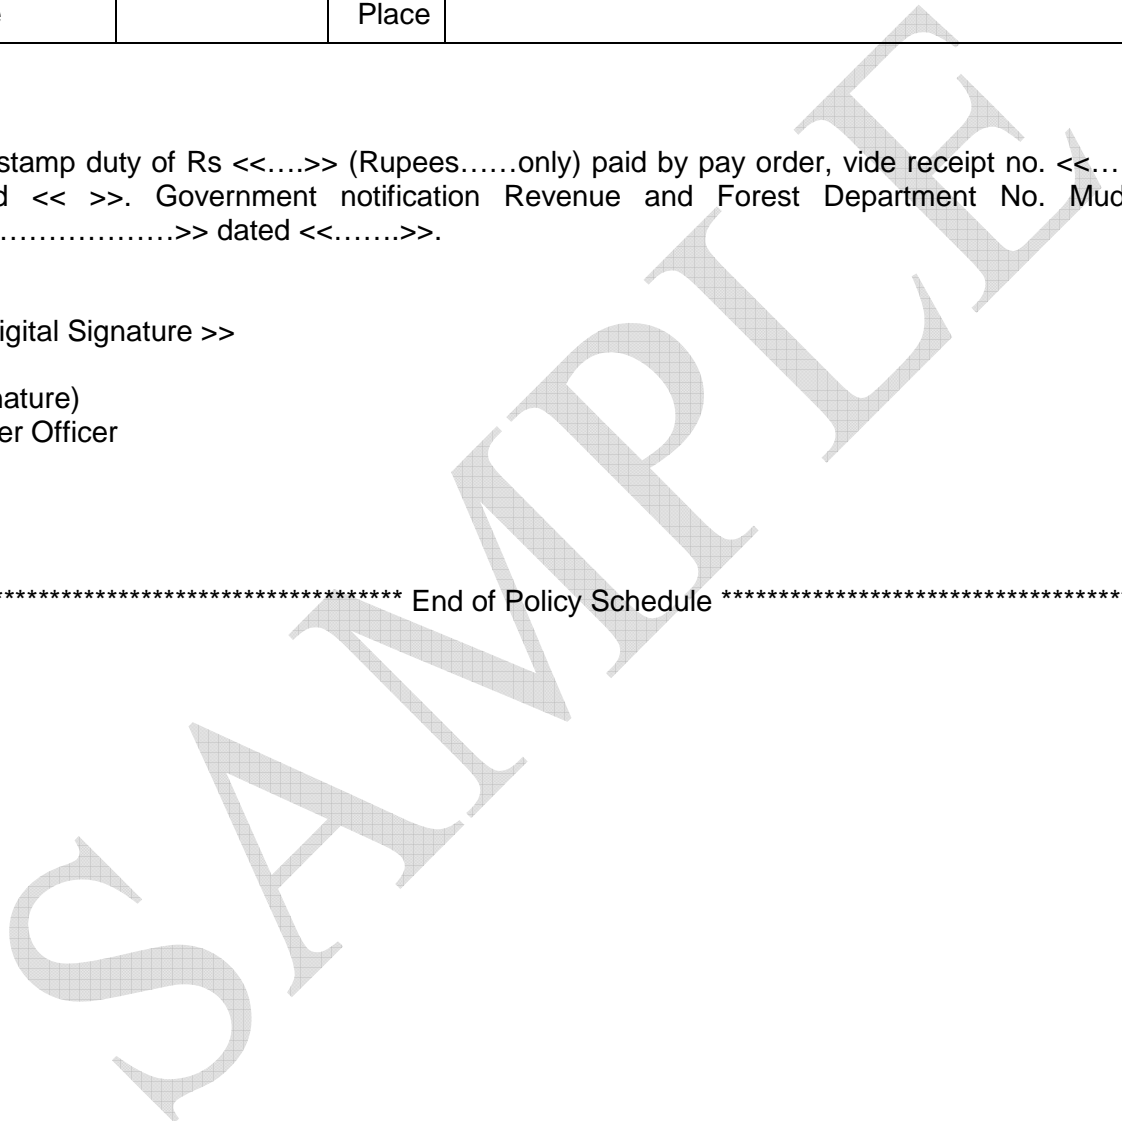 Place
stamp duty of Rs <<….>> (Rupees……only) paid by pay order, vide receipt no. <<…
<< >>. Government notification Revenue and Forest Department No. Mud
………………>> dated <<…….>>.
igital Signature >>
nature)
er Officer
*********************************** End of Policy Schedule ***********************************
SAMPLE